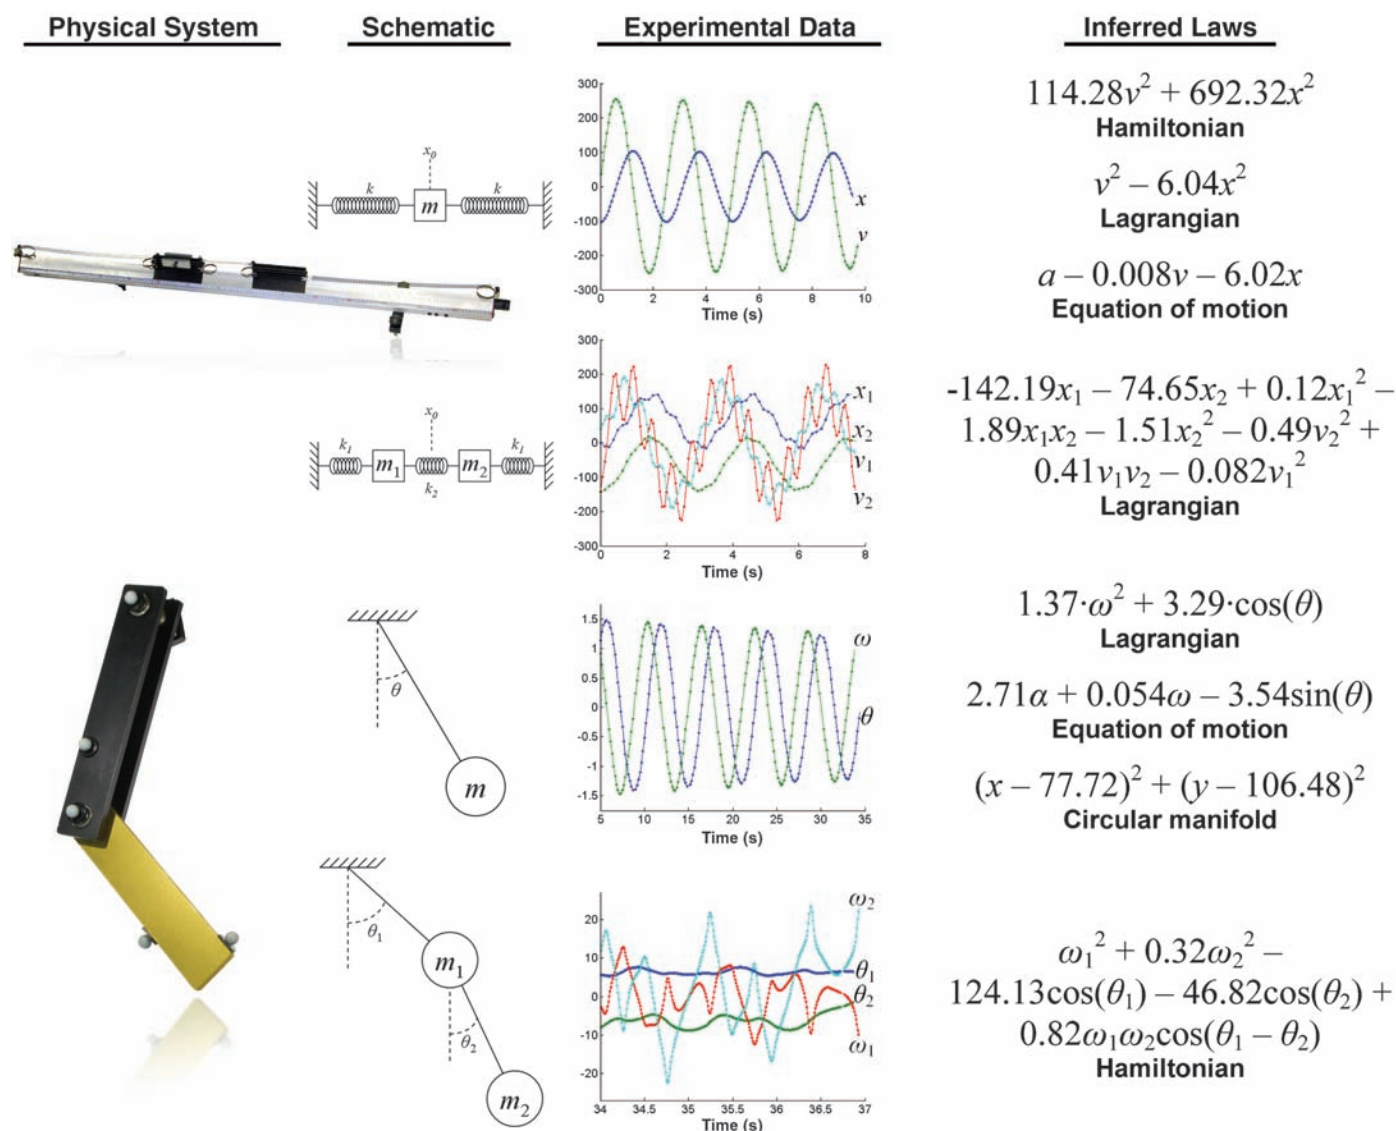 Physical System
Schematic
Experimental Data
Inferred Laws
x₀
k
k
m
300
200
100
0
-100
-200
-300
x
v
0 2 4 6 8 10
Time (s)
114.28v² + 692.32x²
Hamiltonian
v² – 6.04x²
Lagrangian
a – 0.008v – 6.02x
Equation of motion
x₀
k₁
m₁
k₂
m₂
k₁
300
200
100
0
-100
-200
-300
x₁
x₂
v₁
v₂
0 2 4 6 8
Time (s)
-142.19x₁ – 74.65x₂ + 0.12x₁² –
1.89x₁x₂ – 1.51x₂² – 0.49v₂² +
0.41v₁v₂ – 0.082v₁²
Lagrangian
θ
m
1.5
1
0.5
0
-0.5
-1
-1.5
ω
θ
5 10 15 20 25 30 35
Time (s)
1.37·ω² + 3.29·cos(θ)
Lagrangian
2.71α + 0.054ω – 3.54sin(θ)
Equation of motion
(x – 77.72)² + (y – 106.48)²
Circular manifold
θ₁
m₁
θ₂
m₂
20
10
0
-10
-20
ω₂
θ₁
θ₂
ω₁
34 34.5 35 35.5 36 36.5 37
Time (s)
ω₁² + 0.32ω₂² –
124.13cos(θ₁) – 46.82cos(θ₂) +
0.82ω₁ω₂cos(θ₁ – θ₂)
Hamiltonian